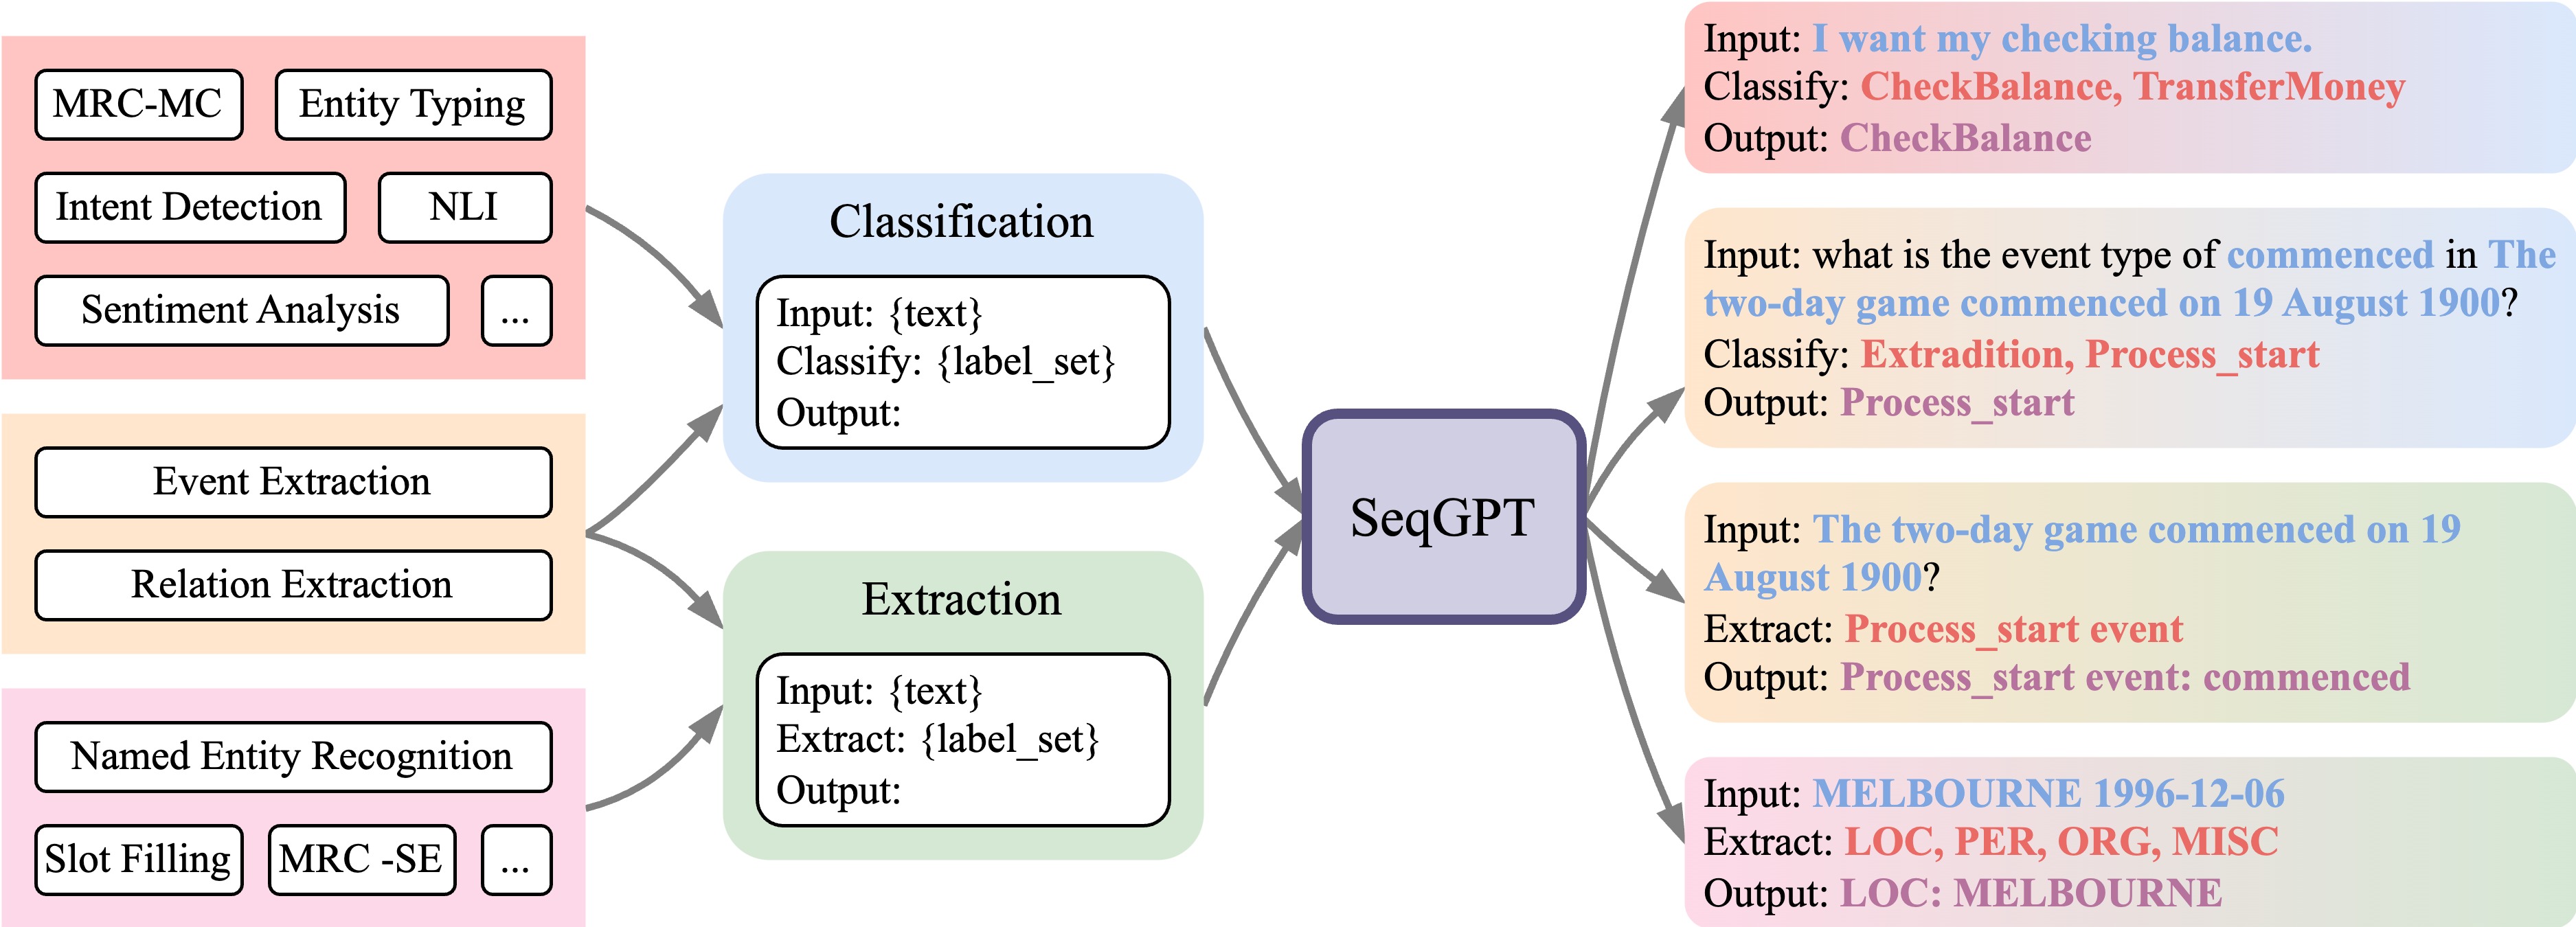 MRC-MC
Entity Typing
Intent Detection
NLI
Sentiment Analysis
...
Event Extraction
Relation Extraction
Named Entity Recognition
Slot Filling
MRC -SE
...
Classification
Input: {text}
Classify: {label_set}
Output:
Extraction
Input: {text}
Extract: {label_set}
Output:
SeqGPT
Input: I want my checking balance.
Classify: CheckBalance, TransferMoney
Output: CheckBalance
Input: what is the event type of commenced in The
two-day game commenced on 19 August 1900?
Classify: Extradition, Process_start
Output: Process_start
Input: The two-day game commenced on 19
August 1900?
Extract: Process_start event
Output: Process_start event: commenced
Input: MELBOURNE 1996-12-06
Extract: LOC, PER, ORG, MISC
Output: LOC: MELBOURNE